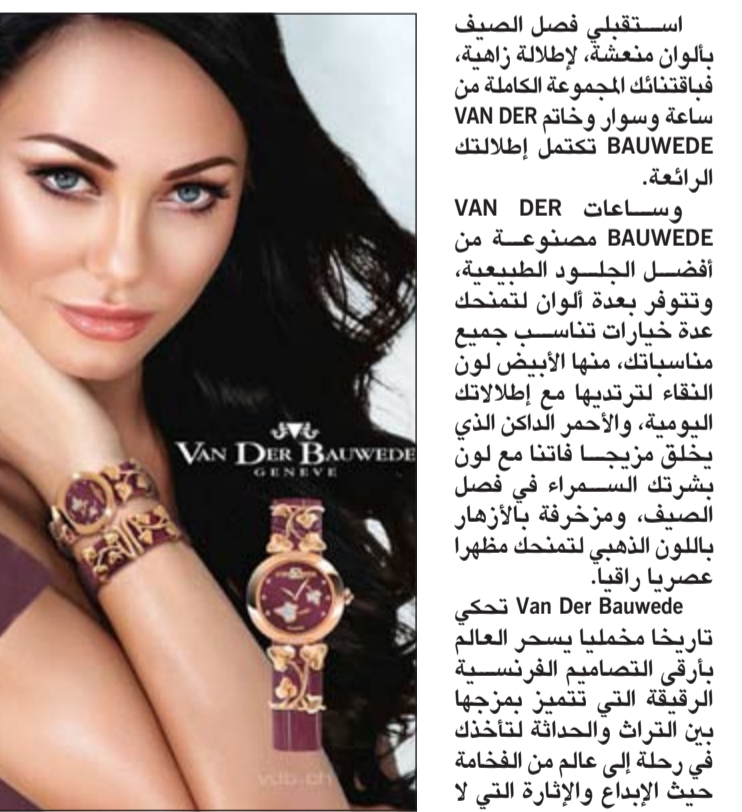 استقبلي فصل الصيف
بألوان منعشة، لإطلالة زاهية،
فباقتنائك المجموعة الكاملة من
ساعة وسوار وخاتم VAN DER
BAUWEDE تكتمل إطلالتك
الرائعة.
وساعات VAN DER
BAUWEDE مصنوعة من
أفضل الجلود الطبيعية،
وتتوفر بعدة ألوان لتمنحك
عدة خيارات تناسب جميع
مناسباتك، منها الأبيض لون
النقاء لترتديها مع إطلالاتك
اليومية، والأحمر الداكن الذي
يخلق مزيجا فاتنا مع لون
بشرتك السمراء في فصل
الصيف، ومزخرفة بالأزهار
باللون الذهبي لتمنحك مظهرا
عصريا راقيا.
Van Der Bauwede تحكي
تاريخا مخمليا يسحر العالم
بأرقى التصاميم الفرنسية
الرقيقة التي تتميز بمزجها
بين التراث والحداثة لتأخذك
في رحلة إلى عالم من الفخامة
حيث الإبداع والإثارة التي لا
VAN DER BAUWEDE
GENEVE
vdb.ch